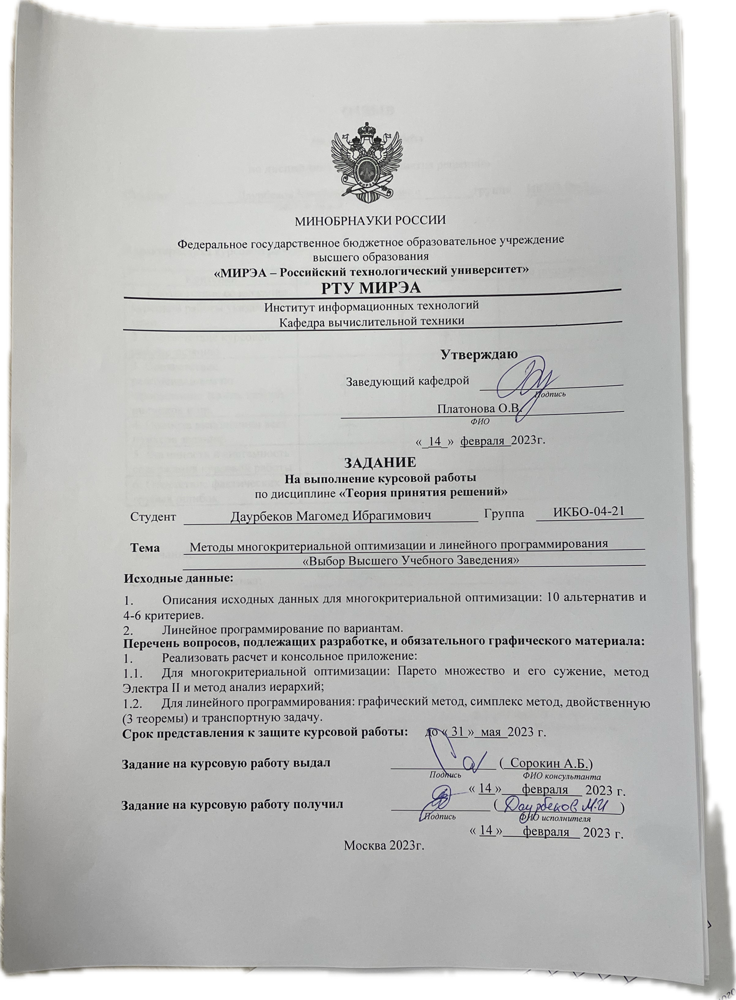 МИРЭА
МИНОБРНАУКИ РОССИИ
Федеральное государственное бюджетное образовательное учреждение
высшего образования
«МИРЭА – Российский технологический университет»
РТУ МИРЭА
Институт информационных технологий
Кафедра вычислительной техники
Утверждаю
Заведующий кафедрой
Подпись
Платонова О.В.
ФИО
«_14_» февраля_2023г.
ЗАДАНИЕ
На выполнение курсовой работы
по дисциплине «Теория принятия решений»
Студент Даурбеков Магомед Ибрагимович Группа ИКБО-04-21
Тема Методы многокритериальной оптимизации и линейного программирования
«Выбор Высшего Учебного Заведения»
Исходные данные:
1. Описания исходных данных для многокритериальной оптимизации: 10 альтернатив и
4-6 критериев.
2. Линейное программирование по вариантам.
Перечень вопросов, подлежащих разработке, и обязательного графического материала:
1. Реализовать расчет и консольное приложение:
1.1. Для многокритериальной оптимизации: Парето множество и его сужение, метод
Электра II и метод анализ иерархий;
1.2. Для линейного программирования: графический метод, симплекс метод, двойственную
(3 теоремы) и транспортную задачу.
Срок представления к защите курсовой работы: до « 31 » мая 2023 г.
Задание на курсовую работу выдал ( Сорокин А.Б.)
Подпись ФИО консультанта
« 14 » февраля 2023 г.
Задание на курсовую работу получил ( Даурбеков М.И )
Подпись ФИО исполнителя
« 14 » февраля 2023 г.
Москва 2023г.